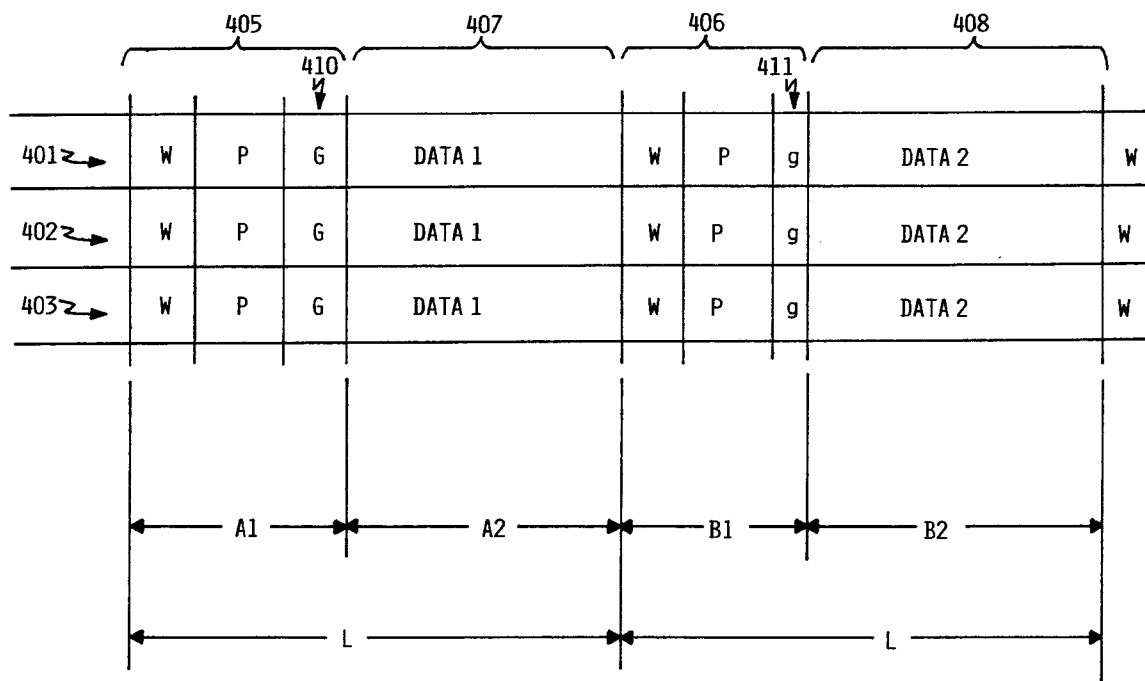 405 407 406 408
410 411
401 W P G DATA 1 W P g DATA 2 W
402 W P G DATA 1 W P g DATA 2 W
403 W P G DATA 1 W P g DATA 2 W
A1 A2 B1 B2
L L